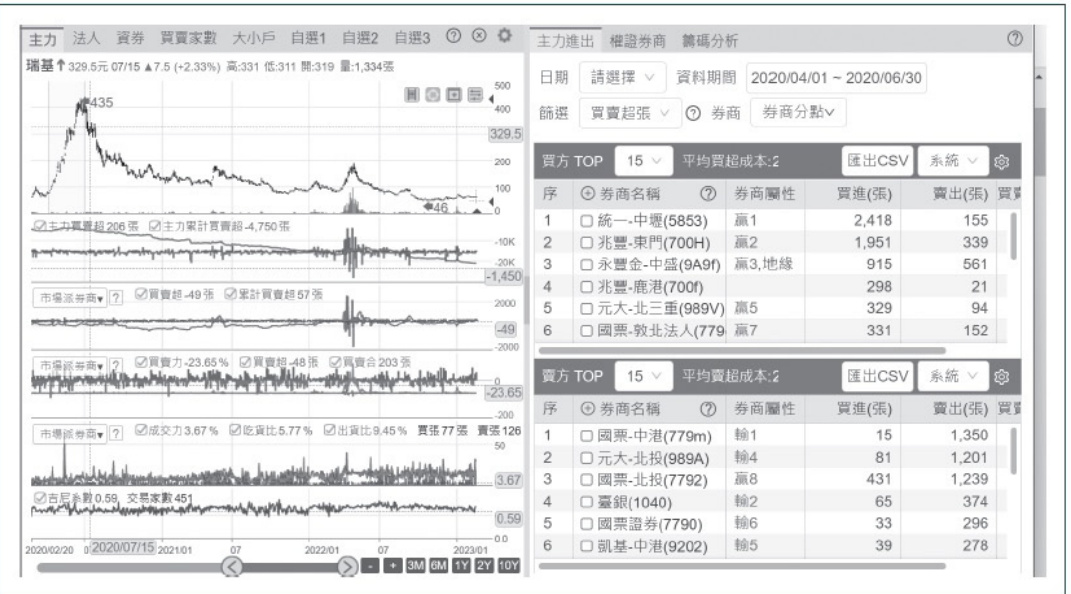 主力 法人 資券 買賣家數 大小戶 自選1 自選2 自選3
瑞基 329.5元 07/15 ▲7.5 (+2.33%) 高:331 低:311 開:319 量:1,334張
500
435
400
329.5
200
100
46
0
主力買賣超 206 張 主力累計買賣超 -4,750 張
-10K
-20K
-1,450
市場派券商▾ ? 買賣超 -49 張 累計買賣超 57 張
2000
-49
-2000
市場派券商▾ ? 買賣力 -23.65 % 買賣超 -48 張 買賣合 203 張
0
-23.65
-200
市場派券商▾ ? 成交力 3.67 % 吃貨比 5.77 % 出貨比 9.45 % 買張 77 張 賣張 126
50
3.67
吉尼系數 0.59, 交易家數 451
0.59
0.0
2020/02/20 0 2020/07/15 2021/01 07 2022/01 07 2023/01
- + 3M 6M 1Y 2Y 10Y
主力進出 權證券商 籌碼分析 ?
日期 請選擇 資料期間 2020/04/01 ~ 2020/06/30
篩選 買賣超張 ? 券商 券商分點
買方 TOP 15 平均買超成本:2 匯出CSV 系統
序 券商名稱 ? 券商屬性 買進(張) 賣出(張) 買賣
1 統一-中壢(5853) 贏1 2,418 155
2 兆豐-東門(700H) 贏2 1,951 339
3 永豐金-中盛(9A9f) 贏3,地緣 915 561
4 兆豐-鹿港(700f) 298 21
5 元大-北三重(989V) 贏5 329 94
6 國票-敦北法人(779 贏7 331 152
賣方 TOP 15 平均賣超成本:2 匯出CSV 系統
序 券商名稱 ? 券商屬性 買進(張) 賣出(張) 買賣
1 國票-中港(779m) 輸1 15 1,350
2 元大-北投(989A) 輸4 81 1,201
3 國票-北投(7792) 贏8 431 1,239
4 臺銀(1040) 輸2 65 374
5 國票證券(7790) 輸6 33 296
6 凱基-中港(9202) 輸5 39 278